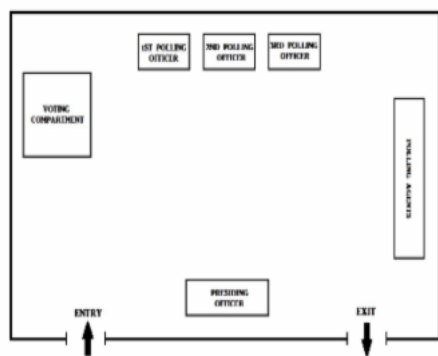 1ST POLLING
OFFICER
2ND POLLING
OFFICER
3RD POLLING
OFFICER
VOTING
COMPARTMENT
POLLING AGENTS
PRESIDING
OFFICER
ENTRY
EXIT